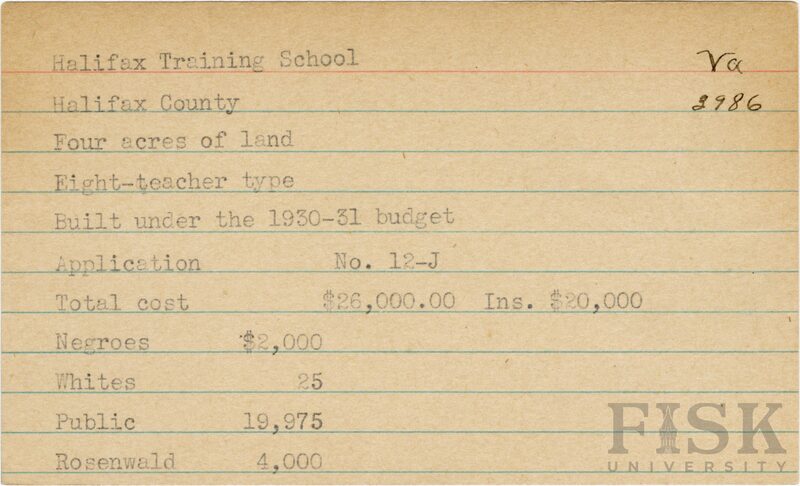 Halifax Training School Va
Halifax County 3986
Four acres of land
Eight-teacher type
Built under the 1930-31 budget
Application No. 12-J
Total cost $26,000.00 Ins. $20,000
Negroes $2,000
Whites 25
Public 19,975
Rosenwald 4,000
FISK
UNIVERSITY